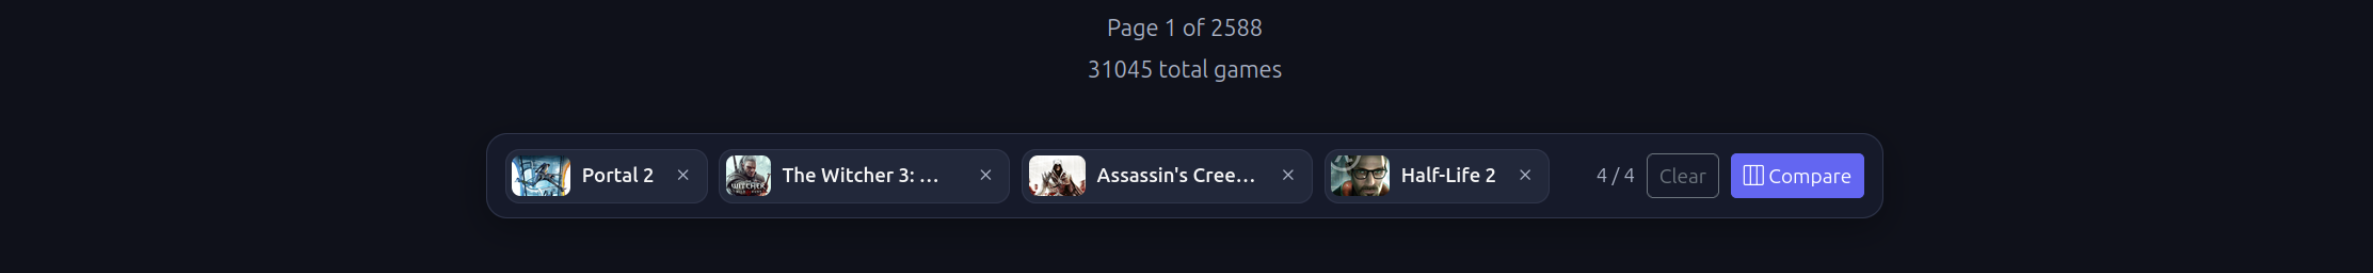 Page 1 of 2588
31045 total games
Portal 2 × The Witcher 3: ... × Assassin's Cree... × Half-Life 2 × 4 / 4 Clear Compare